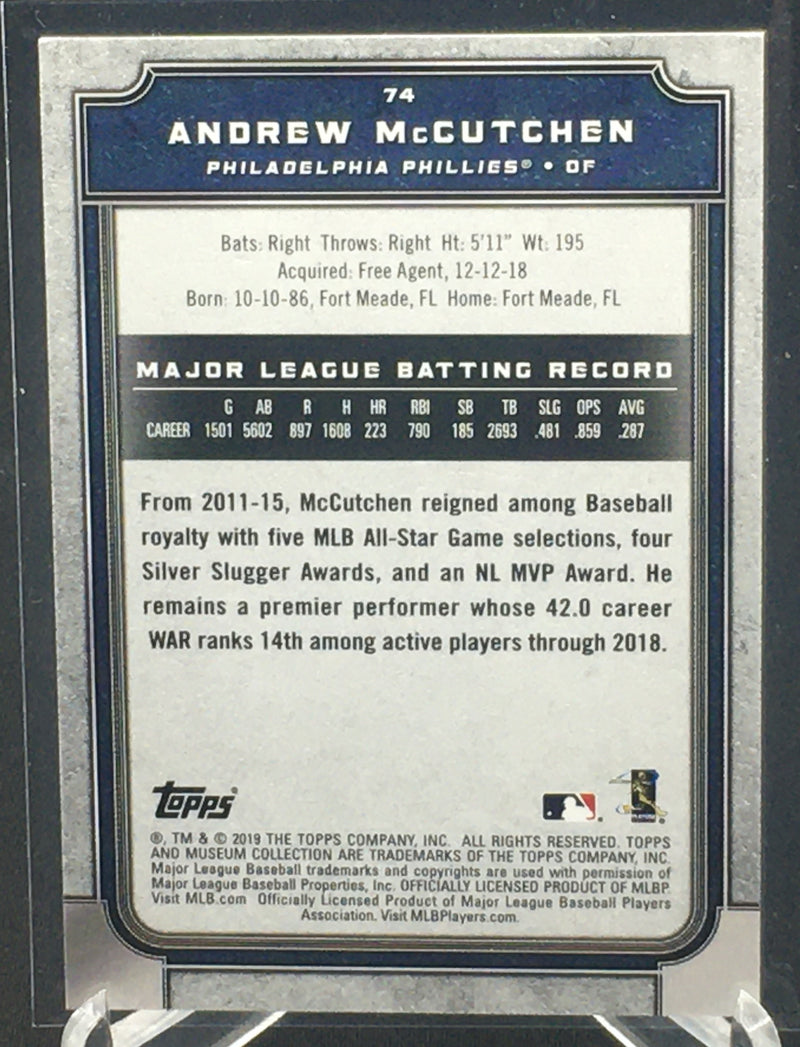 74
ANDREW McCUTCHEN
PHILADELPHIA PHILLIES® • OF
Bats: Right Throws: Right Ht: 5'11" Wt: 195
Acquired: Free Agent, 12-12-18
Born: 10-10-86, Fort Meade, FL Home: Fort Meade, FL
MAJOR LEAGUE BATTING RECORD
G AB R H HR RBI SB TB SLG OPS AVG
CAREER 1501 5602 897 1608 223 790 185 2693 .481 .859 .287
From 2011-15, McCutchen reigned among Baseball
royalty with five MLB All-Star Game selections, four
Silver Slugger Awards, and an NL MVP Award. He
remains a premier performer whose 42.0 career
WAR ranks 14th among active players through 2018.
topps®
®, TM & © 2019 THE TOPPS COMPANY, INC. ALL RIGHTS RESERVED. TOPPS
AND MUSEUM COLLECTION ARE TRADEMARKS OF THE TOPPS COMPANY, INC.
Major League Baseball trademarks and copyrights are used with permission of
Major League Baseball Properties, Inc. OFFICIALLY LICENSED PRODUCT OF MLBP.
Visit MLB.com Officially Licensed Product of Major League Baseball Players
Association. Visit MLBPlayers.com.